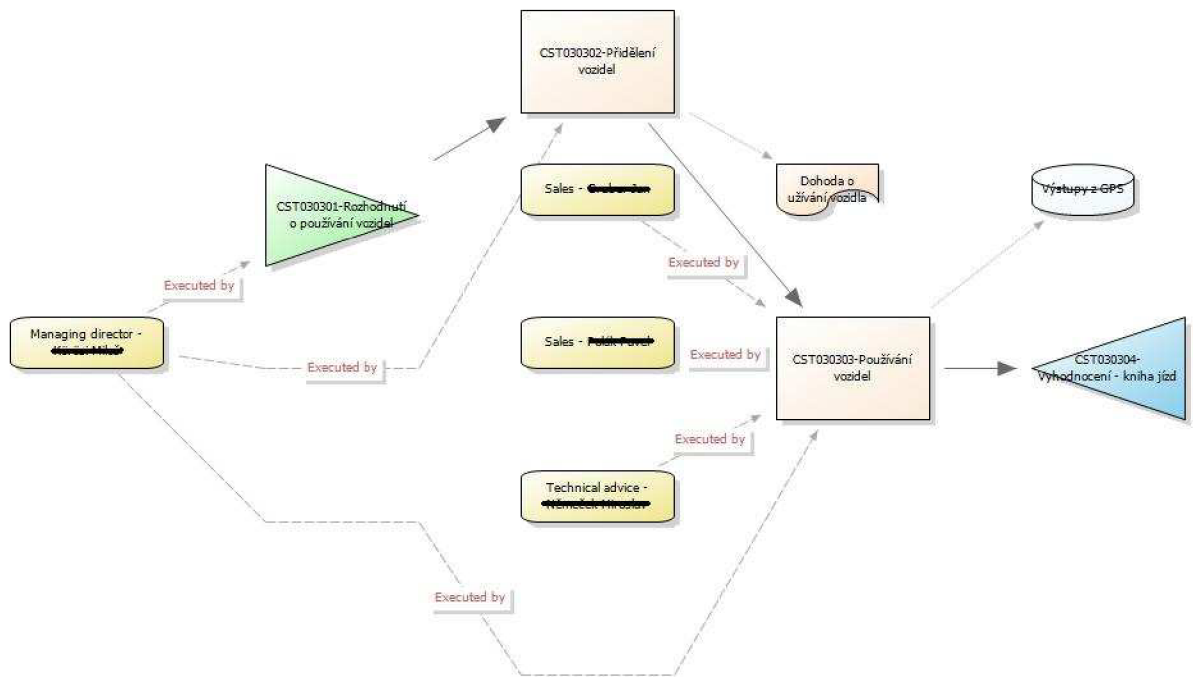 CST030302-Přidělení
vozidel
Sales -
Dohoda o
užívání vozidla
Výstupy z GPS
CST030301-Rozhodnutí
o používání vozidel
Executed by
Executed by
Managing director -
Sales -
Executed by
Executed by
CST030303-Používání
vozidel
CST030304-
Vyhodnocení - kniha jízd
Executed by
Technical advice -
Executed by